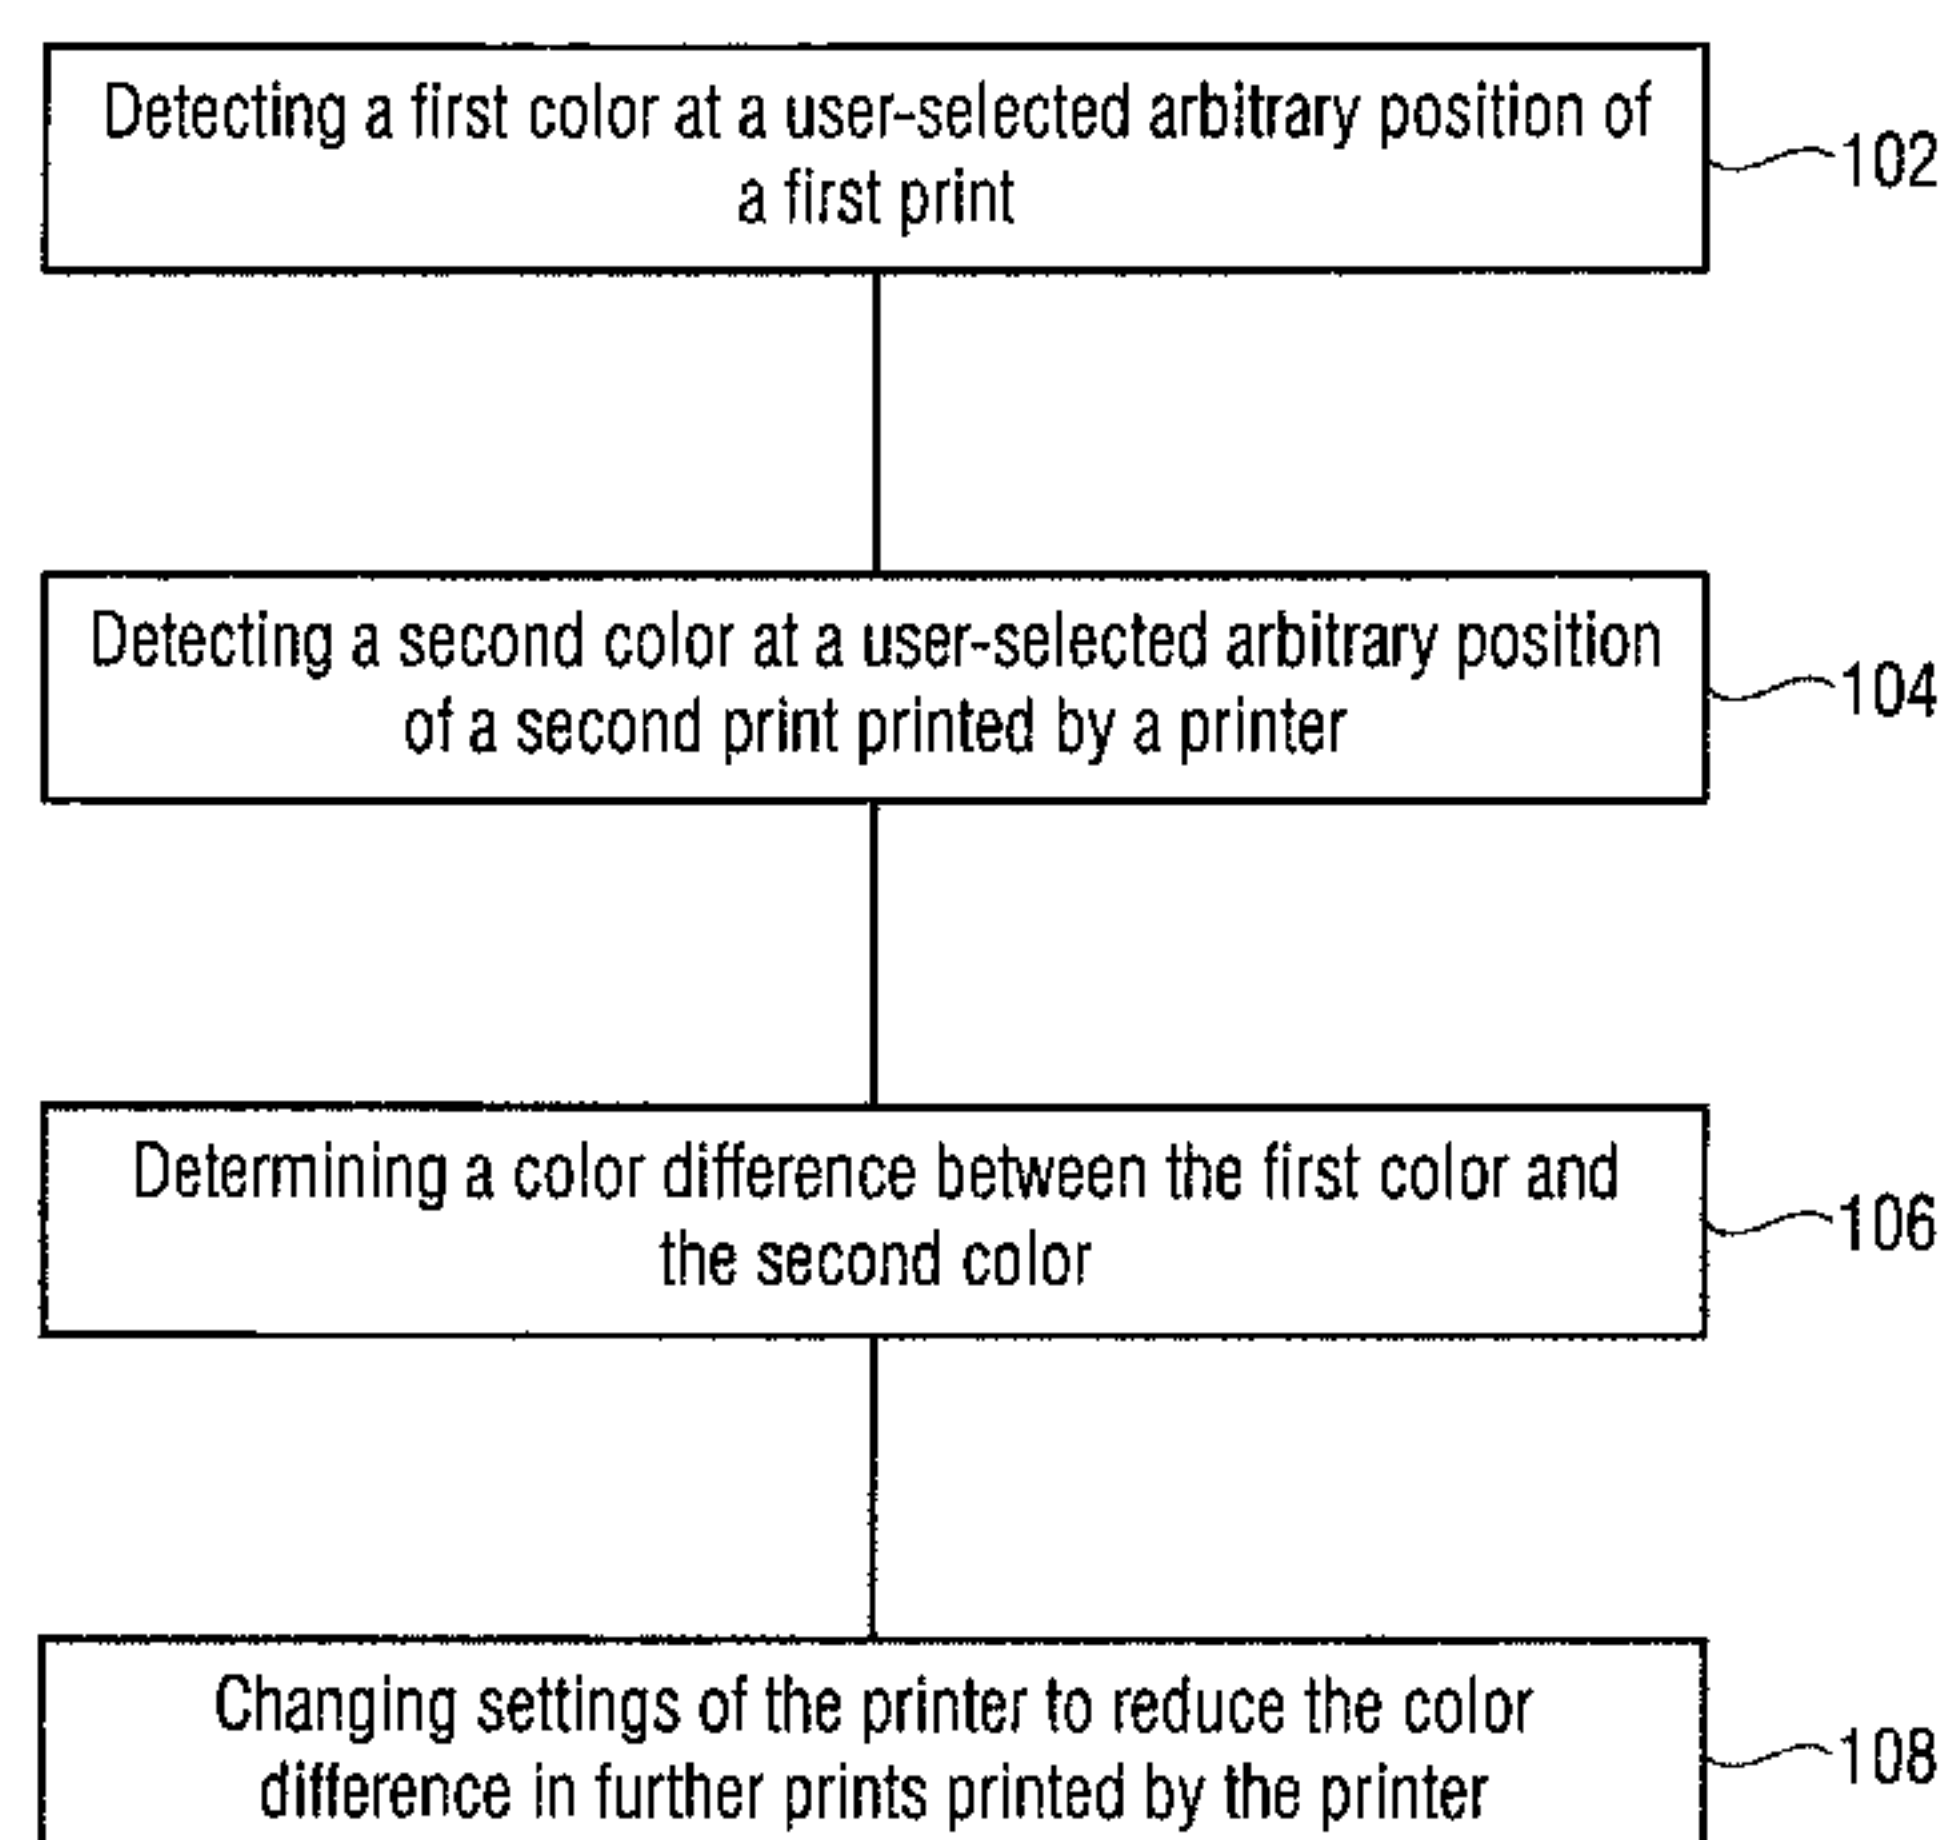 Detecting a first color at a user-selected arbitrary position of
a first print
102
Detecting a second color at a user-selected arbitrary position
of a second print printed by a printer
104
Determining a color difference between the first color and
the second color
106
Changing settings of the printer to reduce the color
difference in further prints printed by the printer
108